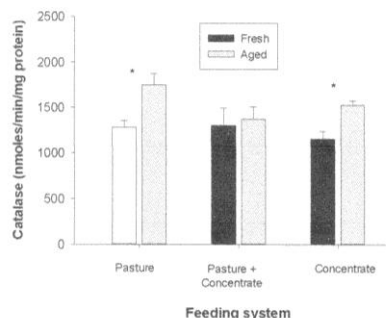 2500
2000
1500
1000
500
0
Catalase (nmoles/min/mg protein)
Fresh
Aged
*
*
Pasture
Pasture +
Concentrate
Concentrate
Feeding system